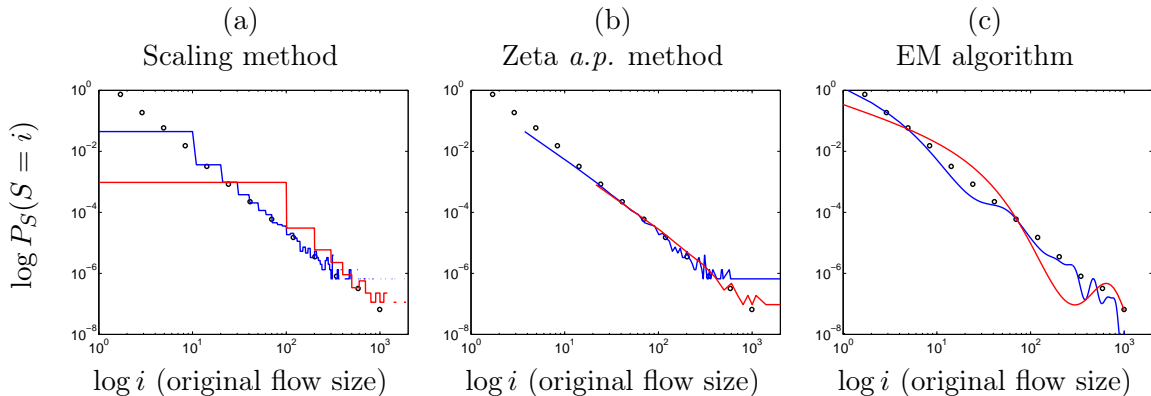 (a)
Scaling method
(b)
Zeta a.p. method
(c)
EM algorithm
log P_S(S = i)
10^0
10^-2
10^-4
10^-6
10^-8
10^0
10^1
10^2
10^3
log i (original flow size)
10^0
10^-2
10^-4
10^-6
10^-8
10^0
10^1
10^2
10^3
log i (original flow size)
10^0
10^-2
10^-4
10^-6
10^-8
10^0
10^1
10^2
10^3
log i (original flow size)